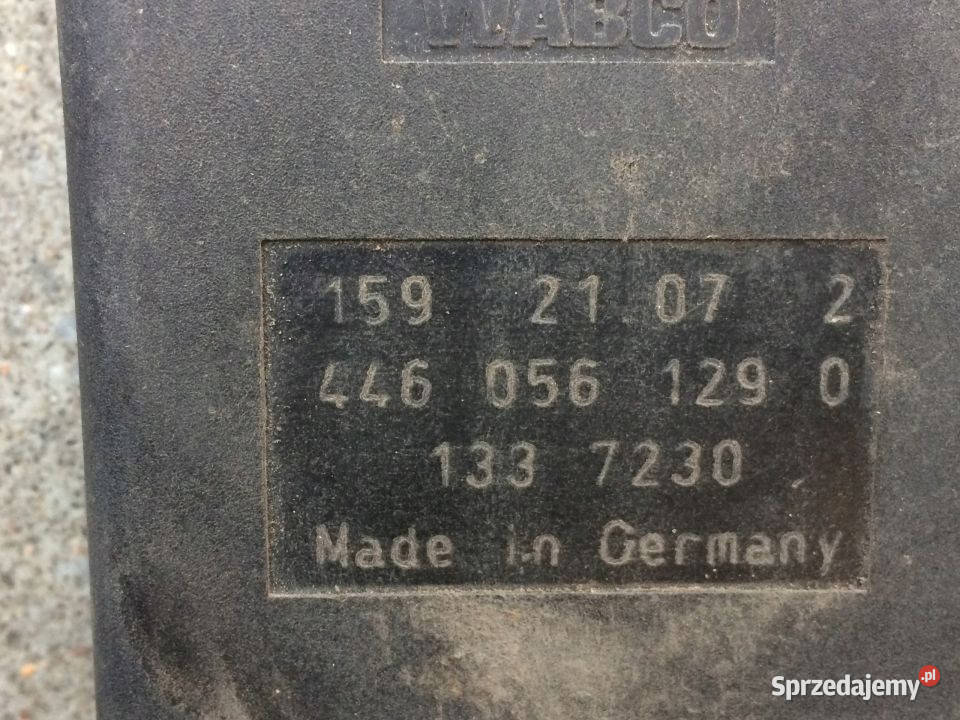 WABCO
159 21 07 2
446 056 129 0
133 7230
Made in Germany
Sprzedajemy.pl